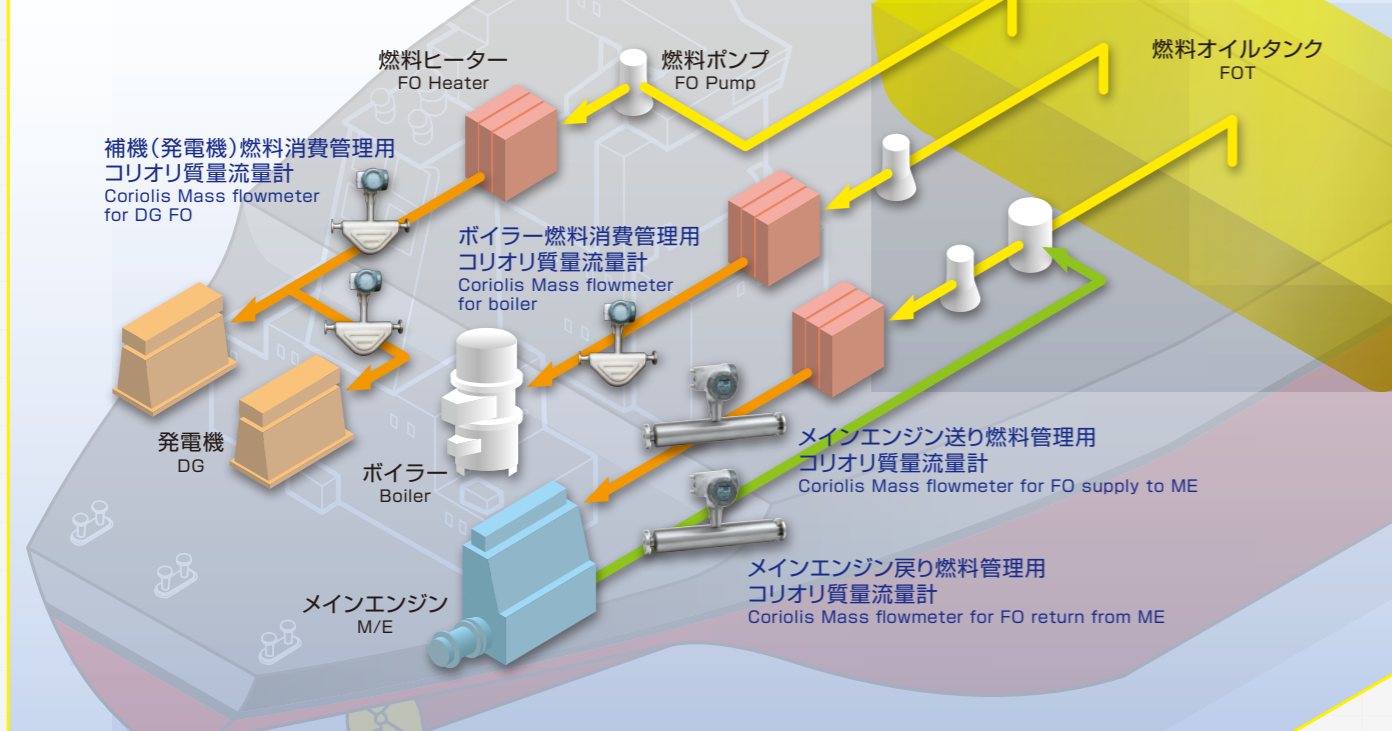 燃料ヒーター
FO Heater
燃料ポンプ
FO Pump
燃料オイルタンク
FOT
補機（発電機）燃料消費管理用
コリオリ質量流量計
Coriolis Mass flowmeter
for DG FO
ボイラー燃料消費管理用
コリオリ質量流量計
Coriolis Mass flowmeter
for boiler
発電機
DG
ボイラー
Boiler
メインエンジン送り燃料管理用
コリオリ質量流量計
Coriolis Mass flowmeter for FO supply to ME
メインエンジン戻り燃料管理用
コリオリ質量流量計
Coriolis Mass flowmeter for FO return from ME
メインエンジン
M/E